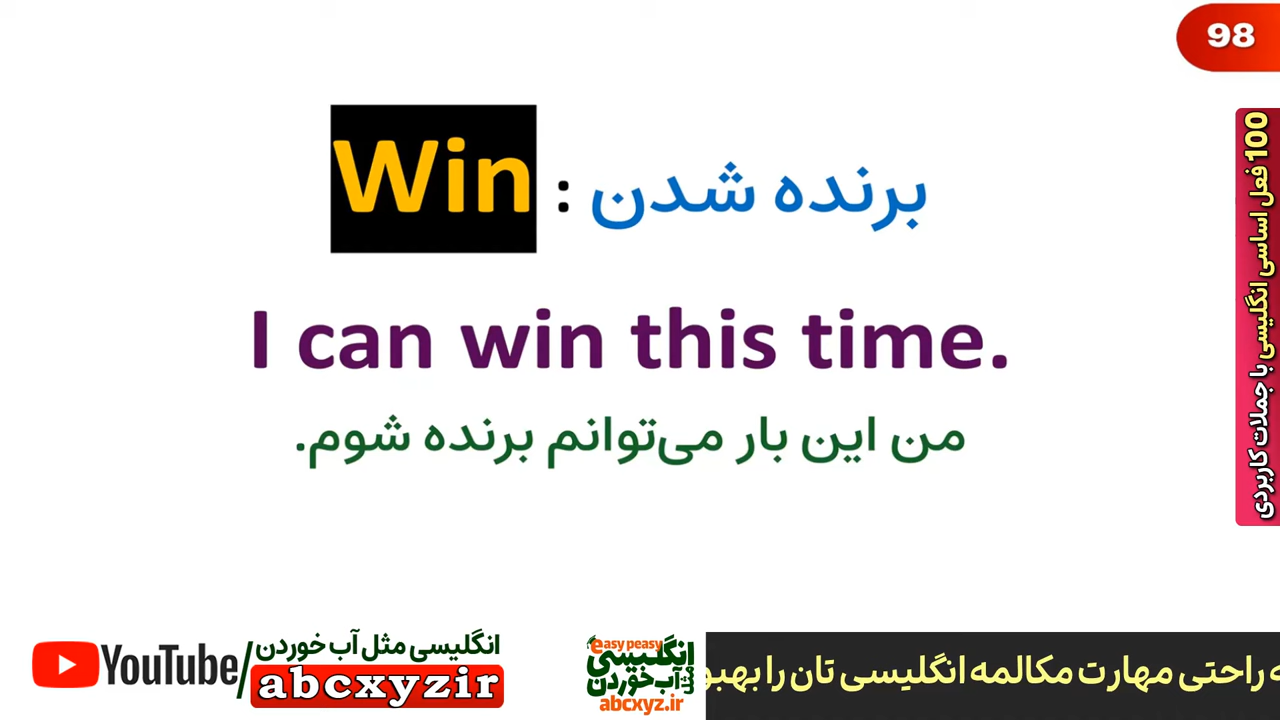 98
Win : برنده شدن
I can win this time.
من این بار می‌توانم برنده شوم.
100 فعل اساسی انگلیسی با جملات کاربردی
YouTube/
انگلیسی مثل آب خوردن
abcxyzir
easy peasy
انگلیسی
مثل آب خوردن
abcxyz.ir
راحتی مهارت مکالمه انگلیسی تان را